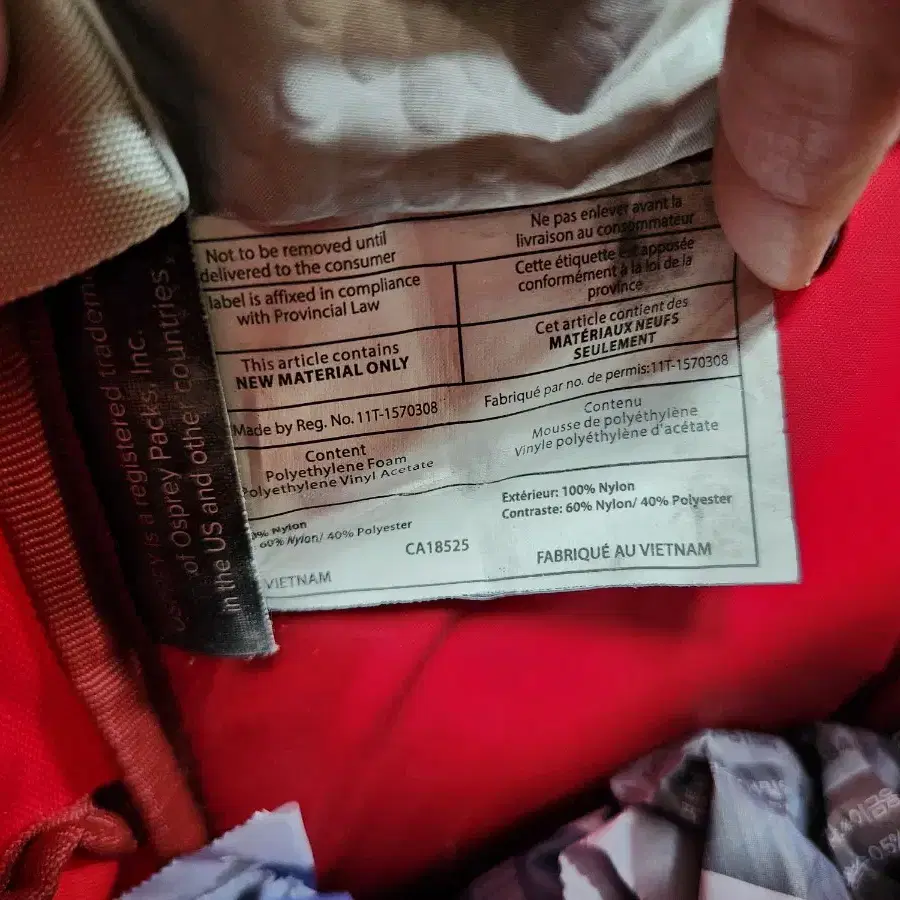 Not to be removed until
delivered to the consumer
Ne pas enlever avant la
livraison au consommateur
label is affixed in compliance
with Provincial Law
Cette étiquette est apposée
conformément à la loi de la
province
This article contains
NEW MATERIAL ONLY
Cet article contient des
MATÉRIAUX NEUFS
SEULEMENT
Made by Reg. No. 11T-1570308
Fabriqué par no. de permis:11T-1570308
Content
Polyethylene Foam
Polyethylene Vinyl Acetate
Contenu
Mousse de polyéthylène
Vinyle polyéthylène d'acétate
Nylon
60% Nylon/ 40% Polyester
Extérieur: 100% Nylon
Contraste: 60% Nylon/ 40% Polyester
CA18525
VIETNAM
FABRIQUÉ AU VIETNAM
is a registered tradem
of Osprey Packs, Inc.
in the US and othe countries